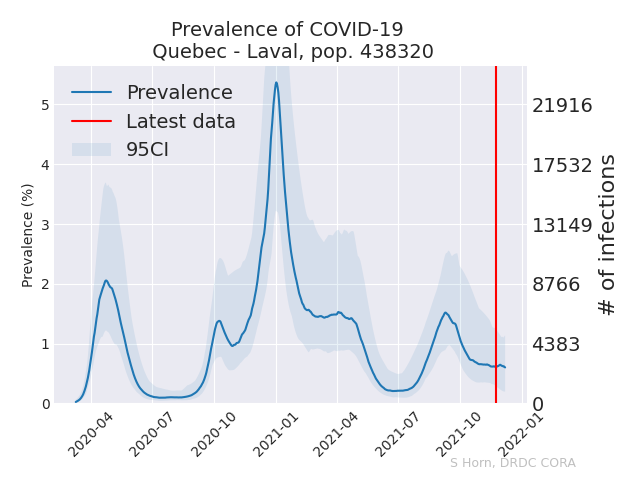 Prevalence of COVID-19
Quebec - Laval, pop. 438320
Prevalence
Latest data
95CI
Prevalence (%)
5
4
3
2
1
0
21916
17532
13149
8766
4383
0
# of infections
2020-04
2020-07
2020-10
2021-01
2021-04
2021-07
2021-10
2022-01
S Horn, DRDC CORA